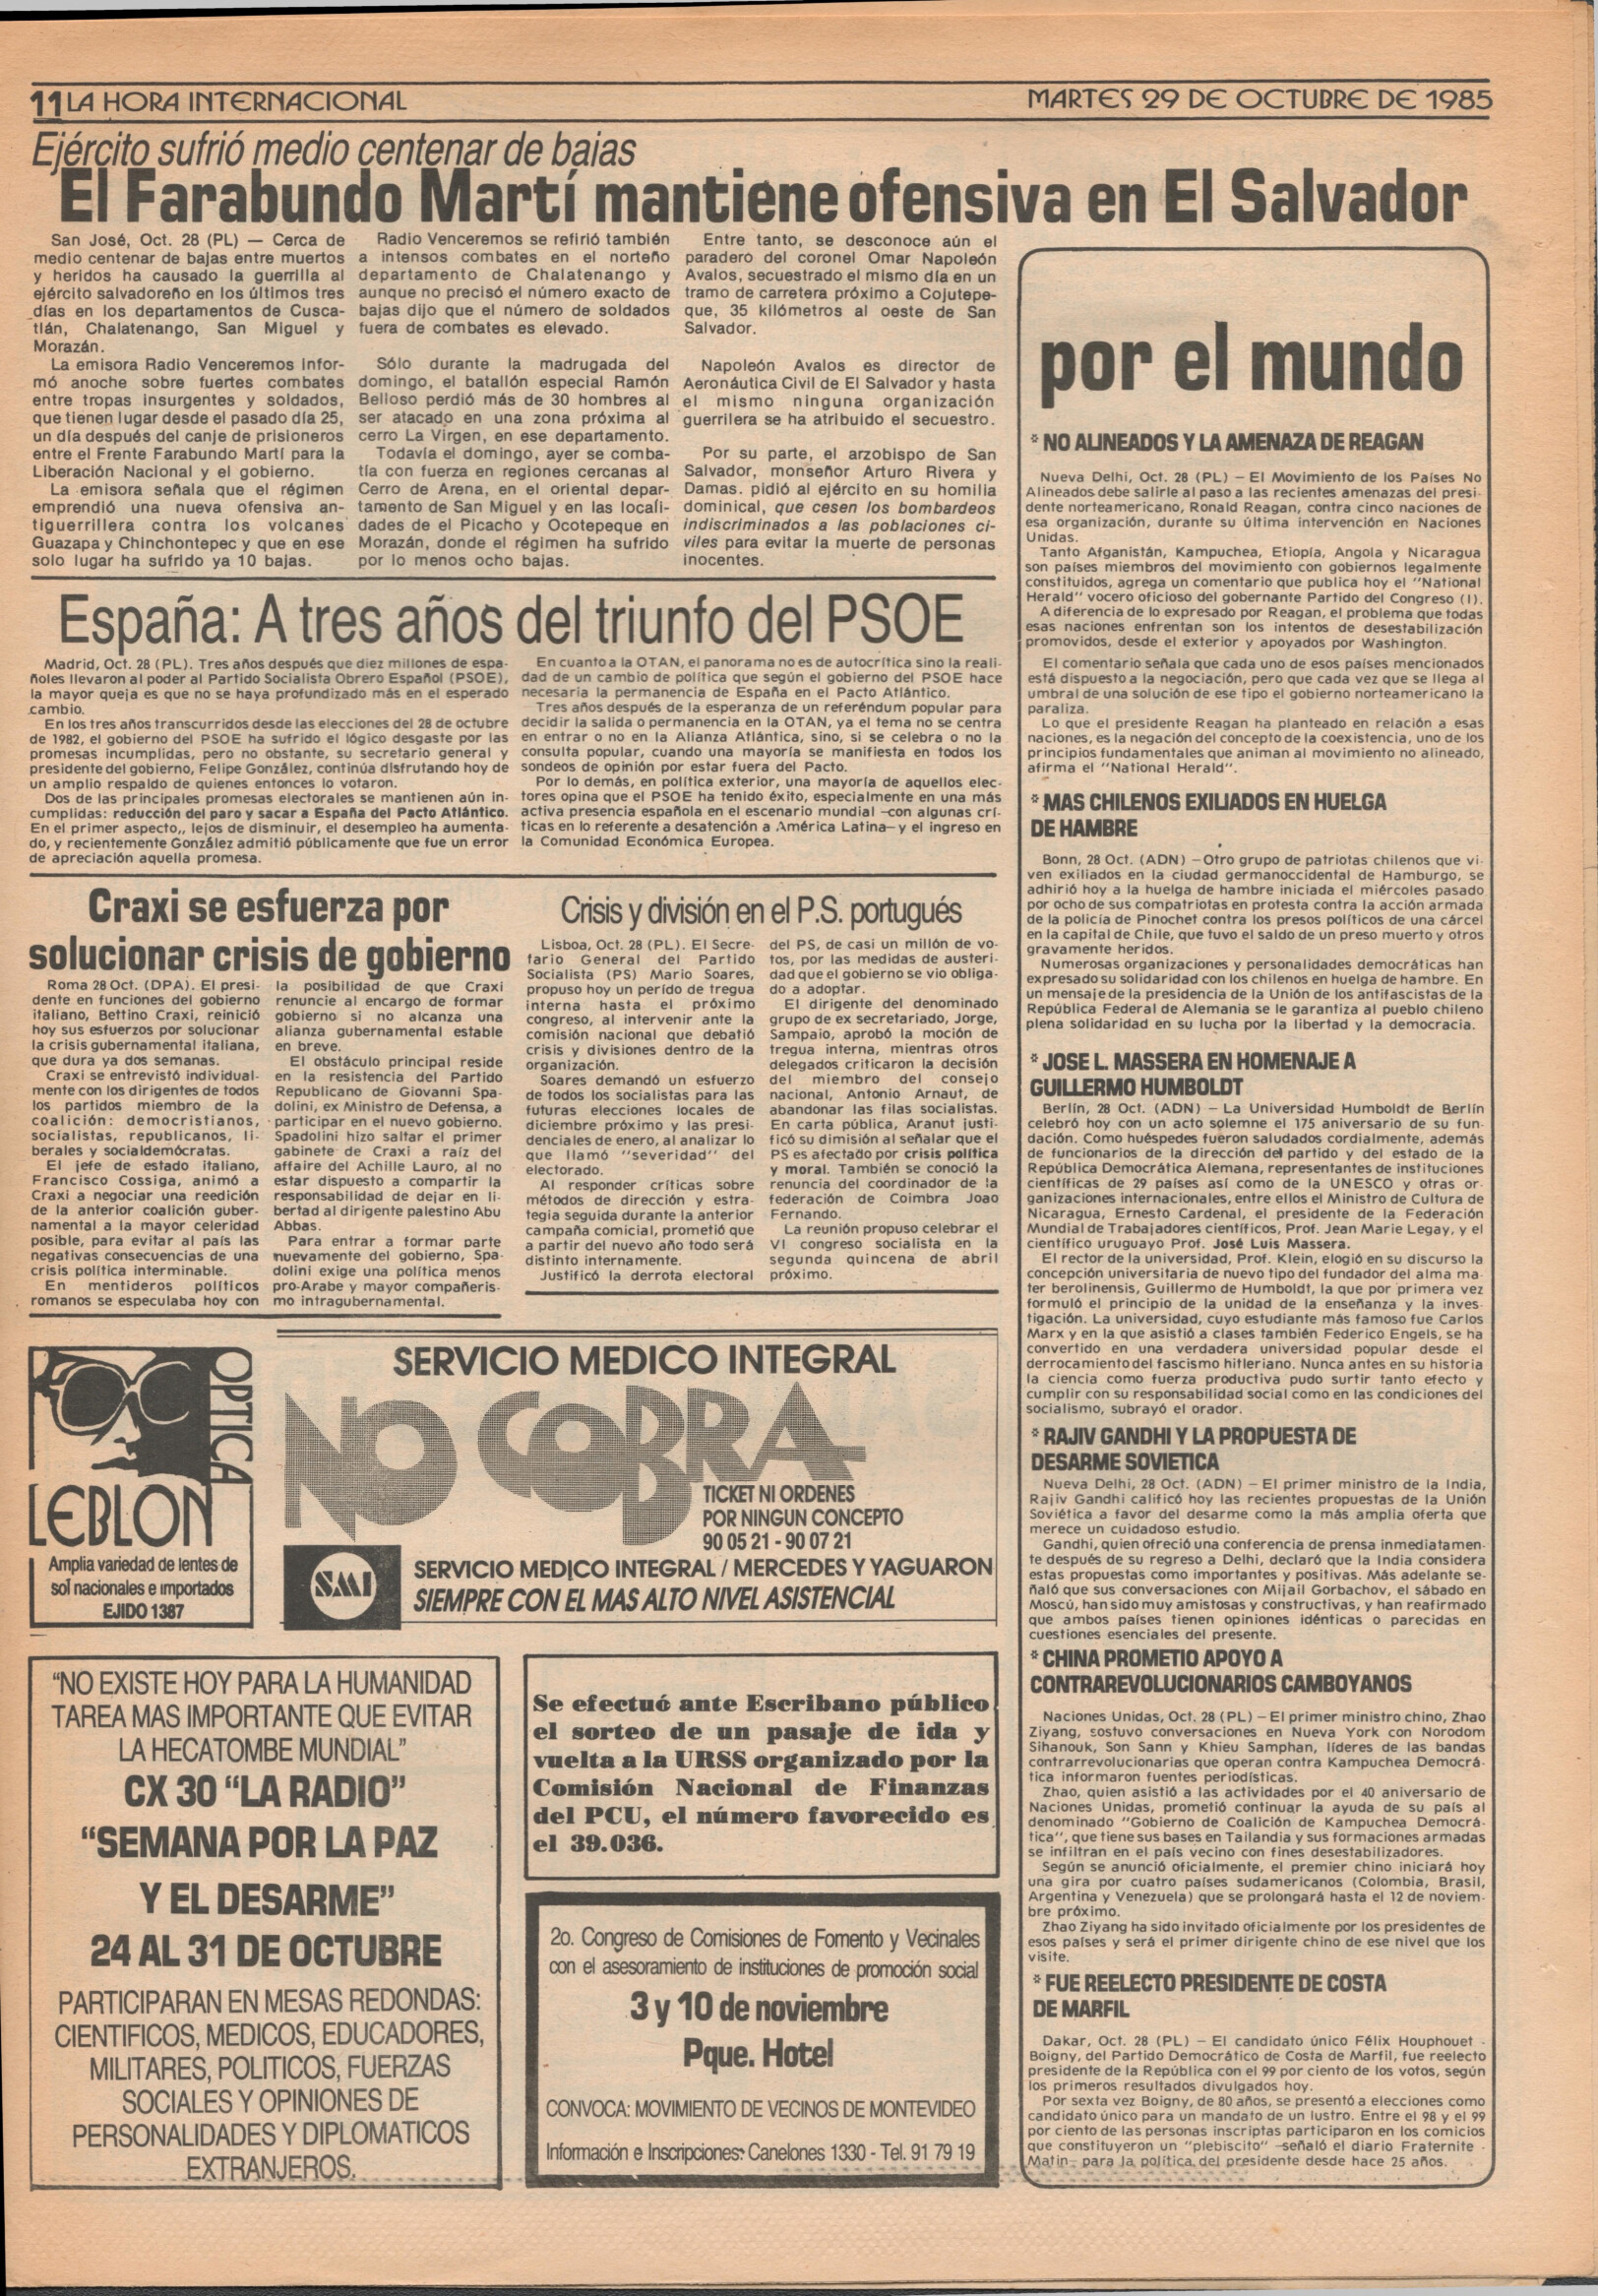 11 LA HORA INTERNACIONAL
MARTES 29 DE OCTUBRE DE 1985
Ejército sufrió medio centenar de bajas
El Farabundo Martí mantiene ofensiva en El Salvador
San José, Oct. 28 (PL) — Cerca de
medio centenar de bajas entre muertos
y heridos ha causado la guerrilla al
ejército salvadoreño en los últimos tres
días en los departamentos de Cusca-
tlán, Chalatenango, San Miguel y
Morazán.
La emisora Radio Venceremos infor-
mó anoche sobre fuertes combates
entre tropas insurgentes y soldados,
que tienen lugar desde el pasado día 25,
un día después del canje de prisioneros
entre el Frente Farabundo Martí para la
Liberación Nacional y el gobierno.
La emisora señala que el régimen
emprendió una nueva ofensiva an-
tiguerrillera contra los volcanes
Guazapa y Chinchontepec y que en ese
solo lugar ha sufrido ya 10 bajas.
Radio Venceremos se refirió también
a intensos combates en el norteño
departamento de Chalatenango y
aunque no precisó el número exacto de
bajas dijo que el número de soldados
fuera de combates es elevado.
Sólo durante la madrugada del
domingo, el batallón especial Ramón
Belloso perdió más de 30 hombres al
ser atacado en una zona próxima al
cerro La Virgen, en ese departamento.
Todavía el domingo, ayer se comba-
tía con fuerza en regiones cercanas al
Cerro de Arena, en el oriental depar-
tamento de San Miguel y en las locali-
dades de el Picacho y Ocotepeque en
Morazán, donde el régimen ha sufrido
por lo menos ocho bajas.
Entre tanto, se desconoce aún el
paradero del coronel Omar Napoleón
Avalos, secuestrado el mismo día en un
tramo de carretera próximo a Cojutepe-
que, 35 kilómetros al oeste de San
Salvador.
Napoleón Avalos es director de
Aeronáutica Civil de El Salvador y hasta
el mismo ninguna organización
guerrilera se ha atribuido el secuestro.
Por su parte, el arzobispo de San
Salvador, monseñor Arturo Rivera y
Damas. pidió al ejército en su homilia
dominical, que cesen los bombardeos
indiscriminados a las poblaciones ci-
viles para evitar la muerte de personas
inocentes.
España: A tres años del triunfo del PSOE
Madrid, Oct. 28 (PL). Tres años después que diez millones de espa-
ñoles llevaron al poder al Partido Socialista Obrero Español (PSOE),
la mayor queja es que no se haya profundizado más en el esperado
cambio.
En los tres años transcurridos desde las elecciones del 28 de octubre
de 1982, el gobierno del PSOE ha sufrido el lógico desgaste por las
promesas incumplidas, pero no obstante, su secretario general y
presidente del gobierno, Felipe González, continúa disfrutando hoy de
un amplio respaldo de quienes entonces lo votaron.
Dos de las principales promesas electorales se mantienen aún in-
cumplidas: reducción del paro y sacar a España del Pacto Atlántico.
En el primer aspecto,, lejos de disminuir, el desempleo ha aumenta-
do, y recientemente González admitió públicamente que fue un error
de apreciación aquella promesa.
En cuanto a la OTAN, el panorama no es de autocrítica sino la reali-
dad de un cambio de política que según el gobierno del PSOE hace
necesaria la permanencia de España en el Pacto Atlántico.
Tres años después de la esperanza de un referéndum popular para
decidir la salida o permanencia en la OTAN, ya el tema no se centra
en entrar o no en la Alianza Atlántica, sino, si se celebra o no la
consulta popular, cuando una mayoría se manifiesta en todos los
sondeos de opinión por estar fuera del Pacto.
Por lo demás, en política exterior, una mayoría de aquellos elec-
tores opina que el PSOE ha tenido éxito, especialmente en una más
activa presencia española en el escenario mundial —con algunas crí-
ticas en lo referente a desatención a América Latina— y el ingreso en
la Comunidad Económica Europea.
Craxi se esfuerza por
solucionar crisis de gobierno
Roma 28 Oct. (DPA). El presi-
dente en funciones del gobierno
italiano, Bettino Craxi, reinició
hoy sus esfuerzos por solucionar
la crisis gubernamental italiana,
que dura ya dos semanas.
Craxi se entrevistó individual-
mente con los dirigentes de todos
los partidos miembro de la
coalición: democristianos,
socialistas, republicanos, li-
berales y socialdemócratas.
El jefe de estado italiano,
Francisco Cossiga, animó a
Craxi a negociar una reedición
de la anterior coalición guber-
namental a la mayor celeridad
posible, para evitar al país las
negativas consecuencias de una
crisis política interminable.
En mentideros políticos
romanos se especulaba hoy con
la posibilidad de que Craxi
renuncie al encargo de formar
gobierno si no alcanza una
alianza gubernamental estable
en breve.
El obstáculo principal reside
en la resistencia del Partido
Republicano de Giovanni Spa-
dolini, ex Ministro de Defensa, a
participar en el nuevo gobierno.
Spadolini hizo saltar el primer
gabinete de Craxi a raíz del
affaire del Achille Lauro, al no
estar dispuesto a compartir la
responsabilidad de dejar en li-
bertad al dirigente palestino Abu
Abbas.
Para entrar a formar parte
nuevamente del gobierno, Spa-
dolini exige una política menos
pro-Arabe y mayor compañeris-
mo intragubernamental.
Crisis y división en el P.S. portugués
Lisboa, Oct. 28 (PL). El Secre-
tario General del Partido
Socialista (PS) Mario Soares,
propuso hoy un perído de tregua
interna hasta el próximo
congreso, al intervenir ante la
comisión nacional que debatió
crisis y divisiones dentro de la
organización.
Soares demandó un esfuerzo
de todos los socialistas para las
futuras elecciones locales de
diciembre próximo y las presi-
denciales de enero, al analizar lo
que llamó "severidad" del
electorado.
Al responder críticas sobre
métodos de dirección y estra-
tegia seguida durante la anterior
campaña comicial, prometió que
a partir del nuevo año todo será
distinto internamente.
Justificó la derrota electoral
del PS, de casi un millón de vo-
tos, por las medidas de austeri-
dad que el gobierno se vio obliga-
do a adoptar.
El dirigente del denominado
grupo de ex secretariado, Jorge,
Sampaio, aprobó la moción de
tregua interna, mientras otros
delegados criticaron la decisión
del miembro del consejo
nacional, Antonio Arnaut, de
abandonar las filas socialistas.
En carta pública, Aranut justi-
ficó su dimisión al señalar que el
PS es afectado por crisis política
y moral. También se conoció la
renuncia del coordinador de la
federación de Coimbra Joao
Fernando.
La reunión propuso celebrar el
VI congreso socialista en la
segunda quincena de abril
próximo.
OPTICA
LEBLON
Amplia variedad de lentes de
sol nacionales e importados
EJIDO 1387
SERVICIO MEDICO INTEGRAL
NO COBRA
TICKET NI ORDENES
POR NINGUN CONCEPTO
90 05 21 - 90 07 21
SMI
SERVICIO MEDICO INTEGRAL / MERCEDES Y YAGUARON
SIEMPRE CON EL MAS ALTO NIVEL ASISTENCIAL
"NO EXISTE HOY PARA LA HUMANIDAD
TAREA MAS IMPORTANTE QUE EVITAR
LA HECATOMBE MUNDIAL"
CX 30 "LA RADIO"
"SEMANA POR LA PAZ
Y EL DESARME"
24 AL 31 DE OCTUBRE
PARTICIPARAN EN MESAS REDONDAS:
CIENTIFICOS, MEDICOS, EDUCADORES,
MILITARES, POLITICOS, FUERZAS
SOCIALES Y OPINIONES DE
PERSONALIDADES Y DIPLOMATICOS
EXTRANJEROS.
Se efectuó ante Escribano público
el sorteo de un pasaje de ida y
vuelta a la URSS organizado por la
Comisión Nacional de Finanzas
del PCU, el número favorecido es
el 39.036.
2o. Congreso de Comisiones de Fomento y Vecinales
con el asesoramiento de instituciones de promoción social
3 y 10 de noviembre
Pque. Hotel
CONVOCA: MOVIMIENTO DE VECINOS DE MONTEVIDEO
Información e Inscripciones: Canelones 1330 - Tel. 91 79 19
por el mundo
* NO ALINEADOS Y LA AMENAZA DE REAGAN
Nueva Delhi, Oct. 28 (PL) — El Movimiento de los Países No
Alineados debe salirle al paso a las recientes amenazas del presi-
dente norteamericano, Ronald Reagan, contra cinco naciones de
esa organización, durante su última intervención en Naciones
Unidas.
Tanto Afganistán, Kampuchea, Etiopía, Angola y Nicaragua
son países miembros del movimiento con gobiernos legalmente
constituidos, agrega un comentario que publica hoy el "National
Herald" vocero oficioso del gobernante Partido del Congreso (I).
A diferencia de lo expresado por Reagan, el problema que todas
esas naciones enfrentan son los intentos de desestabilización
promovidos, desde el exterior y apoyados por Washington.
El comentario señala que cada uno de esos países mencionados
está dispuesto a la negociación, pero que cada vez que se llega al
umbral de una solución de ese tipo el gobierno norteamericano la
paraliza.
Lo que el presidente Reagan ha planteado en relación a esas
naciones, es la negación del concepto de la coexistencia, uno de los
principios fundamentales que animan al movimiento no alineado,
afirma el "National Herald".
* MAS CHILENOS EXILIADOS EN HUELGA
DE HAMBRE
Bonn, 28 Oct. (ADN) — Otro grupo de patriotas chilenos que vi-
ven exiliados en la ciudad germanoccidental de Hamburgo, se
adhirió hoy a la huelga de hambre iniciada el miércoles pasado
por ocho de sus compatriotas en protesta contra la acción armada
de la policía de Pinochet contra los presos políticos de una cárcel
en la capital de Chile, que tuvo el saldo de un preso muerto y otros
gravamente heridos.
Numerosas organizaciones y personalidades democráticas han
expresado su solidaridad con los chilenos en huelga de hambre. En
un mensaje de la presidencia de la Unión de los antifascistas de la
República Federal de Alemania se le garantiza al pueblo chileno
plena solidaridad en su lucha por la libertad y la democracia.
* JOSE L. MASSERA EN HOMENAJE A
GUILLERMO HUMBOLDT
Berlín, 28 Oct. (ADN) — La Universidad Humboldt de Berlín
celebró hoy con un acto solemne el 175 aniversario de su fun-
dación. Como huéspedes fueron saludados cordialmente, además
de funcionarios de la dirección del partido y del estado de la
República Democrática Alemana, representantes de instituciones
científicas de 29 países así como de la UNESCO y otras or-
ganizaciones internacionales, entre ellos el Ministro de Cultura de
Nicaragua, Ernesto Cardenal, el presidente de la Federación
Mundial de Trabajadores científicos, Prof. Jean Marie Legay, y el
científico uruguayo Prof. José Luis Massera.
El rector de la universidad, Prof. Klein, elogió en su discurso la
concepción universitaria de nuevo tipo del fundador del alma ma-
ter berolinensis, Guillermo de Humboldt, la que por primera vez
formuló el principio de la unidad de la enseñanza y la inves-
tigación. La universidad, cuyo estudiante más famoso fue Carlos
Marx y en la que asistió a clases también Federico Engels, se ha
convertido en una verdadera universidad popular desde el
derrocamiento del fascismo hitleriano. Nunca antes en su historia
la ciencia como fuerza productiva pudo surtir tanto efecto y
cumplir con su responsabilidad social como en las condiciones del
socialismo, subrayó el orador.
* RAJIV GANDHI Y LA PROPUESTA DE
DESARME SOVIETICA
Nueva Delhi, 28 Oct. (ADN) — El primer ministro de la India,
Rajiv Gandhi calificó hoy las recientes propuestas de la Unión
Soviética a favor del desarme como la más amplia oferta que
merece un cuidadoso estudio.
Gandhi, quien ofreció una conferencia de prensa inmediatamen-
te después de su regreso a Delhi, declaró que la India considera
estas propuestas como importantes y positivas. Más adelante se-
ñaló que sus conversaciones con Mijail Gorbachov, el sábado en
Moscú, han sido muy amistosas y constructivas, y han reafirmado
que ambos países tienen opiniones idénticas o parecidas en
cuestiones esenciales del presente.
* CHINA PROMETIO APOYO A
CONTRAREVOLUCIONARIOS CAMBOYANOS
Naciones Unidas, Oct. 28 (PL) — El primer ministro chino, Zhao
Ziyang, sostuvo conversaciones en Nueva York con Norodom
Sihanouk, Son Sann y Khieu Samphan, líderes de las bandas
contrarrevolucionarias que operan contra Kampuchea Democrá-
tica informaron fuentes periodísticas.
Zhao, quien asistió a las actividades por el 40 aniversario de
Naciones Unidas, prometió continuar la ayuda de su país al
denominado "Gobierno de Coalición de Kampuchea Democrá-
tica", que tiene sus bases en Tailandia y sus formaciones armadas
se infiltran en el país vecino con fines desestabilizadores.
Según se anunció oficialmente, el premier chino iniciará hoy
una gira por cuatro países sudamericanos (Colombia, Brasil,
Argentina y Venezuela) que se prolongará hasta el 12 de noviem-
bre próximo.
Zhao Ziyang ha sido invitado oficialmente por los presidentes de
esos países y será el primer dirigente chino de ese nivel que los
visite.
* FUE REELECTO PRESIDENTE DE COSTA
DE MARFIL
Dakar, Oct. 28 (PL) — El candidato único Félix Houphouet -
Boigny, del Partido Democrático de Costa de Marfil, fue reelecto
presidente de la República con el 99 por ciento de los votos, según
los primeros resultados divulgados hoy.
Por sexta vez Boigny, de 80 años, se presentó a elecciones como
candidato único para un mandato de un lustro. Entre el 98 y el 99
por ciento de las personas inscriptas participaron en los comicios
que constituyeron un "plebiscito" —señaló el diario Fraternite -
Matin— para la política del presidente desde hace 25 años.